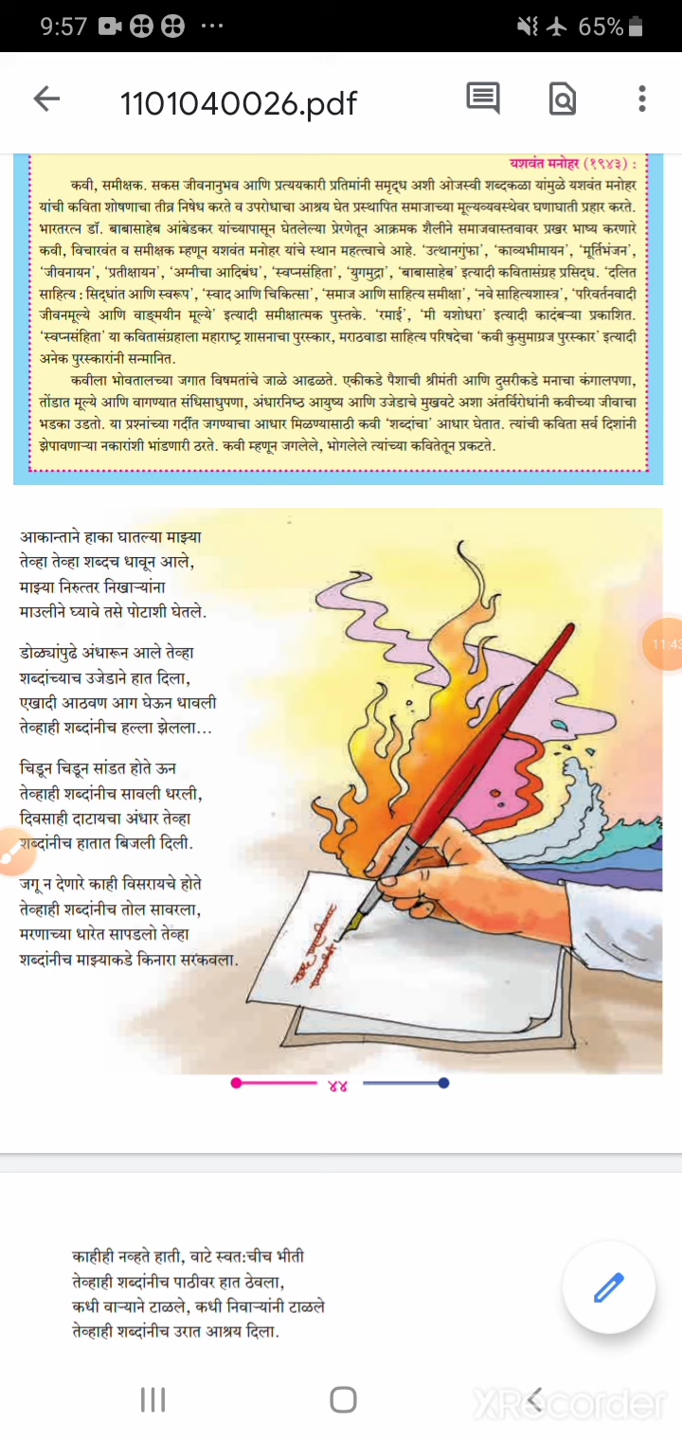 9:57 ... 65%
1101040026.pdf
यशवंत मनोहर (१९४३) :
कवी, समीक्षक. सकस जीवनानुभव आणि प्रत्ययकारी प्रतिमांनी समृद्ध अशी ओजस्वी शब्दकळा यांमुळे यशवंत मनोहर
यांची कविता शोषणाचा तीव्र निषेध करते व उपरोधाचा आश्रय घेत प्रस्थापित समाजाच्या मूल्यव्यवस्थेवर घणाघाती प्रहार करते.
भारतरत्न डॉ. बाबासाहेब आंबेडकर यांच्यापासून घेतलेल्या प्रेरणेतून आक्रमक शैलीने समाजवास्तवावर प्रखर भाष्य करणारे
कवी, विचारवंत व समीक्षक म्हणून यशवंत मनोहर यांचे स्थान महत्त्वाचे आहे. ‘उत्थानगुंफा’, ‘काव्यभीमायन’, ‘मूर्तिभंजन’,
‘जीवनायन’, ‘प्रतीक्षायन’, ‘अग्नीचा आदिबंध’, ‘स्वप्नसंहिता’, ‘युगमुद्रा’, ‘बाबासाहेब’ इत्यादी कवितासंग्रह प्रसिद्ध. ‘दलित
साहित्य : सिद्धांत आणि स्वरूप’, ‘स्वाद आणि चिकित्सा’, ‘समाज आणि साहित्य समीक्षा’, ‘नवे साहित्यशास्त्र’, ‘परिवर्तनवादी
जीवनमूल्ये आणि वाङ्मयीन मूल्ये’ इत्यादी समीक्षात्मक पुस्तके. ‘रमाई’, ‘मी यशोधरा’ इत्यादी कादंबऱ्या प्रकाशित.
‘स्वप्नसंहिता’ या कवितासंग्रहाला महाराष्ट्र शासनाचा पुरस्कार, मराठवाडा साहित्य परिषदेचा ‘कवी कुसुमाग्रज पुरस्कार’ इत्यादी
अनेक पुरस्कारांनी सन्मानित.
कवीला भोवतालच्या जगात विषमतांचे जाळे आढळते. एकीकडे पैशाची श्रीमंती आणि दुसरीकडे मनाचा कंगालपणा,
तोंडात मूल्ये आणि वागण्यात संधिसाधुपणा, अंधारनिष्ठ आयुष्य आणि उजेडाचे मुखवटे अशा अंतर्विरोधांनी कवीच्या जीवाचा
भडका उडतो. या प्रश्नांच्या गर्दीत जगण्याचा आधार मिळण्यासाठी कवी ‘शब्दांचा’ आधार घेतात. त्यांची कविता सर्व दिशांनी
झेपावणाऱ्या नकारांशी भांडणारी ठरते. कवी म्हणून जगलेले, भोगलेले त्यांच्या कवितेतून प्रकटते.
आकान्ताने हाका घातल्या माझ्या
तेव्हा तेव्हा शब्दच धावून आले,
माझ्या निरुत्तर निखाऱ्यांना
माउलीने घ्यावे तसे पोटाशी घेतले.
डोळ्यांपुढे अंधारून आले तेव्हा
शब्दांच्याच उजेडाने हात दिला,
एखादी आठवण आग घेऊन धावली
तेव्हाही शब्दांनीच हल्ला झेलला...
चिडून चिडून सांडत होते ऊन
तेव्हाही शब्दांनीच सावली धरली,
दिवसाही दाटायचा अंधार तेव्हा
शब्दांनीच हातात बिजली दिली.
जगू न देणारे काही विसरायचे होते
तेव्हाही शब्दांनीच तोल सावरला,
मरणाच्या धारेत सापडलो तेव्हा
शब्दांनीच माझ्याकडे किनारा सरकवला.
11:43
४४
काहीही नव्हते हाती, वाटे स्वतःचीच भीती
तेव्हाही शब्दांनीच पाठीवर हात ठेवला,
कधी वाऱ्याने टाळले, कधी निवाऱ्यांनी टाळले
तेव्हाही शब्दांनीच उरात आश्रय दिला.
XRecorder